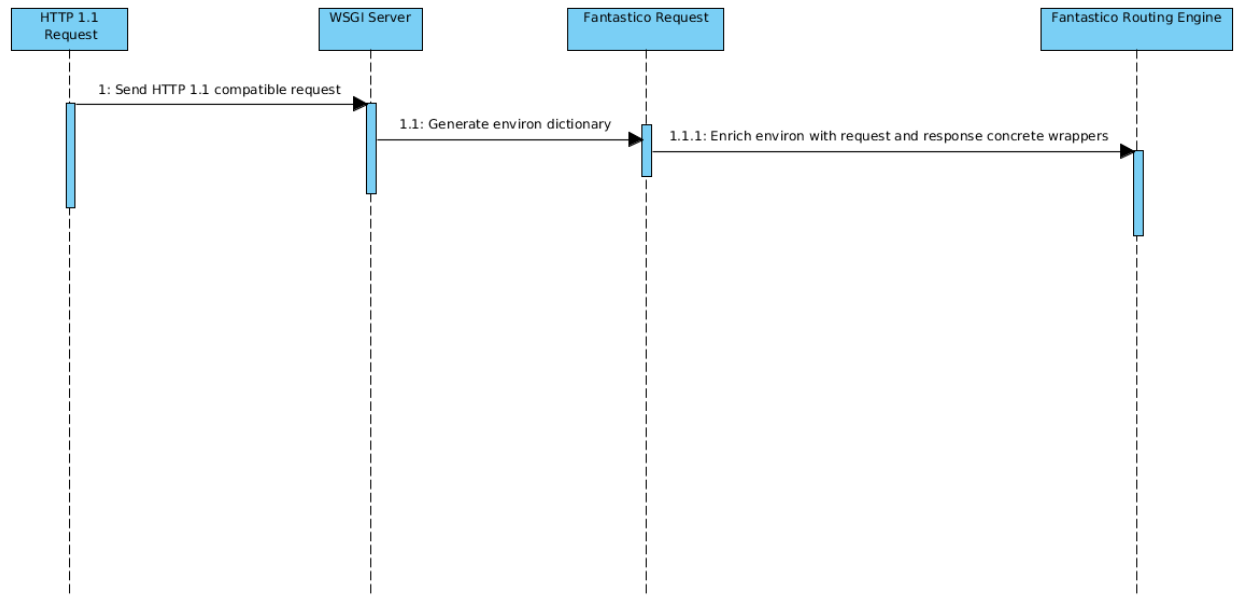 HTTP 1.1
Request
WSGI Server
Fantastico Request
Fantastico Routing Engine
1: Send HTTP 1.1 compatible request
1.1: Generate environ dictionary
1.1.1: Enrich environ with request and response concrete wrappers